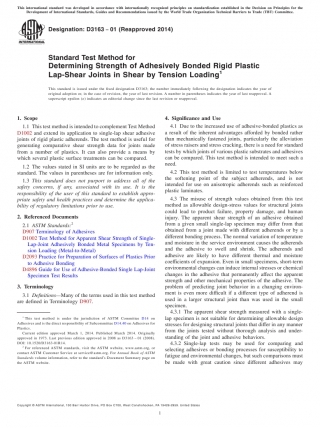 This international standard was developed in accordance with internationally recognized principles on standardization established in the Decision on Principles for the
Development of International Standards, Guides and Recommendations issued by the World Trade Organization Technical Barriers to Trade (TBT) Committee.
Designation: D3163 − 01 (Reapproved 2014)
Standard Test Method for
Determining Strength of Adhesively Bonded Rigid Plastic
Lap-Shear Joints in Shear by Tension Loading1
This standard is issued under the fixed designation D3163; the number immediately following the designation indicates the year of
original adoption or, in the case of revision, the year of last revision. A number in parentheses indicates the year of last reapproval. A
superscript epsilon (ε) indicates an editorial change since the last revision or reapproval.
1. Scope
1.1 This test method is intended to complement Test Method
D1002 and extend its application to single-lap shear adhesive
joints of rigid plastic adherends. The test method is useful for
generating comparative shear strength data for joints made
from a number of plastics. It can also provide a means by
which several plastic surface treatments can be compared.
1.2 The values stated in SI units are to be regarded as the
standard. The values in parentheses are for information only.
1.3 This standard does not purport to address all of the
safety concerns, if any, associated with its use. It is the
responsibility of the user of this standard to establish appro-
priate safety and health practices and determine the applica-
bility of regulatory limitations prior to use.
2. Referenced Documents
2.1 ASTM Standards:2
D907 Terminology of Adhesives
D1002 Test Method for Apparent Shear Strength of Single-
Lap-Joint Adhesively Bonded Metal Specimens by Ten-
sion Loading (Metal-to-Metal)
D2093 Practice for Preparation of Surfaces of Plastics Prior
to Adhesive Bonding
D4896 Guide for Use of Adhesive-Bonded Single Lap-Joint
Specimen Test Results
3. Terminology
3.1 Definitions—Many of the terms used in this test method
are defined in Terminology D907.
1 This test method is under the jurisdiction of ASTM Committee D14 on
Adhesives and is the direct responsibility of Subcommittee D14.40 on Adhesives for
Plastics.
Current edition approved March 1, 2014. Published March 2014. Originally
approved in 1973. Last previous edition approved in 2008 as D3163 – 01 (2008).
DOI: 10.1520/D3163-01R14.
2 For referenced ASTM standards, visit the ASTM website, www.astm.org, or
contact ASTM Customer Service at service@astm.org. For Annual Book of ASTM
Standards volume information, refer to the standard's Document Summary page on
the ASTM website.
4. Significance and Use
4.1 Due to the increased use of adhesive-bonded plastics as
a result of the inherent advantages afforded by bonded rather
than mechanically fastened joints, particularly the alleviation
of stress raisers and stress cracking, there is a need for standard
tests by which joints of various plastic substrates and adhesives
can be compared. This test method is intended to meet such a
need.
4.2 This test method is limited to test temperatures below
the softening point of the subject adherends, and is not
intended for use on anisotropic adherends such as reinforced
plastic laminates.
4.3 The misuse of strength values obtained from this test
method as allowable design-stress values for structural joints
could lead to product failure, property damage, and human
injury. The apparent shear strength of an adhesive obtained
from a given small single-lap specimen may differ from that
obtained from a joint made with different adherends or by a
different bonding process. The normal variation of temperature
and moisture in the service environment causes the adherends
and the adhesive to swell and shrink. The adherends and
adhesive are likely to have different thermal and moisture
coefficients of expansion. Even in small specimens, short-term
environmental changes can induce internal stresses or chemical
changes in the adhesive that permanently affect the apparent
strength and other mechanical properties of the adhesive. The
problem of predicting joint behavior in a changing environ-
ment is even more difficult if a different type of adherend is
used in a larger structural joint than was used in the small
specimen.
4.3.1 The apparent shear strength measured with a single-
lap specimen is not suitable for determining allowable design
stresses for designing structural joints that differ in any manner
from the joints tested without thorough analysis and under-
standing of the joint and adhesive behaviors.
4.3.2 Single-lap tests may be used for comparing and
selecting adhesives or bonding processes for susceptibility to
fatigue and environmental changes, but such comparisons must
be made with great caution since different adhesives may
Copyright © ASTM International, 100 Barr Harbor Drive, PO Box C700, West Conshohocken, PA 19428-2959. United States
1